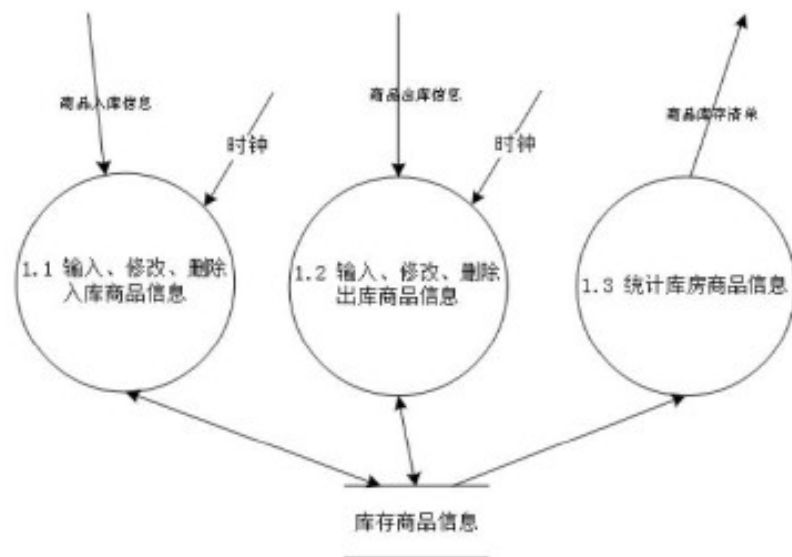 商品入库信息
商品出库信息
商品库存清单
时钟
时钟
1.1 输入、修改、删除
入库商品信息
1.2 输入、修改、删除
出库商品信息
1.3 统计库房商品信息
库存商品信息